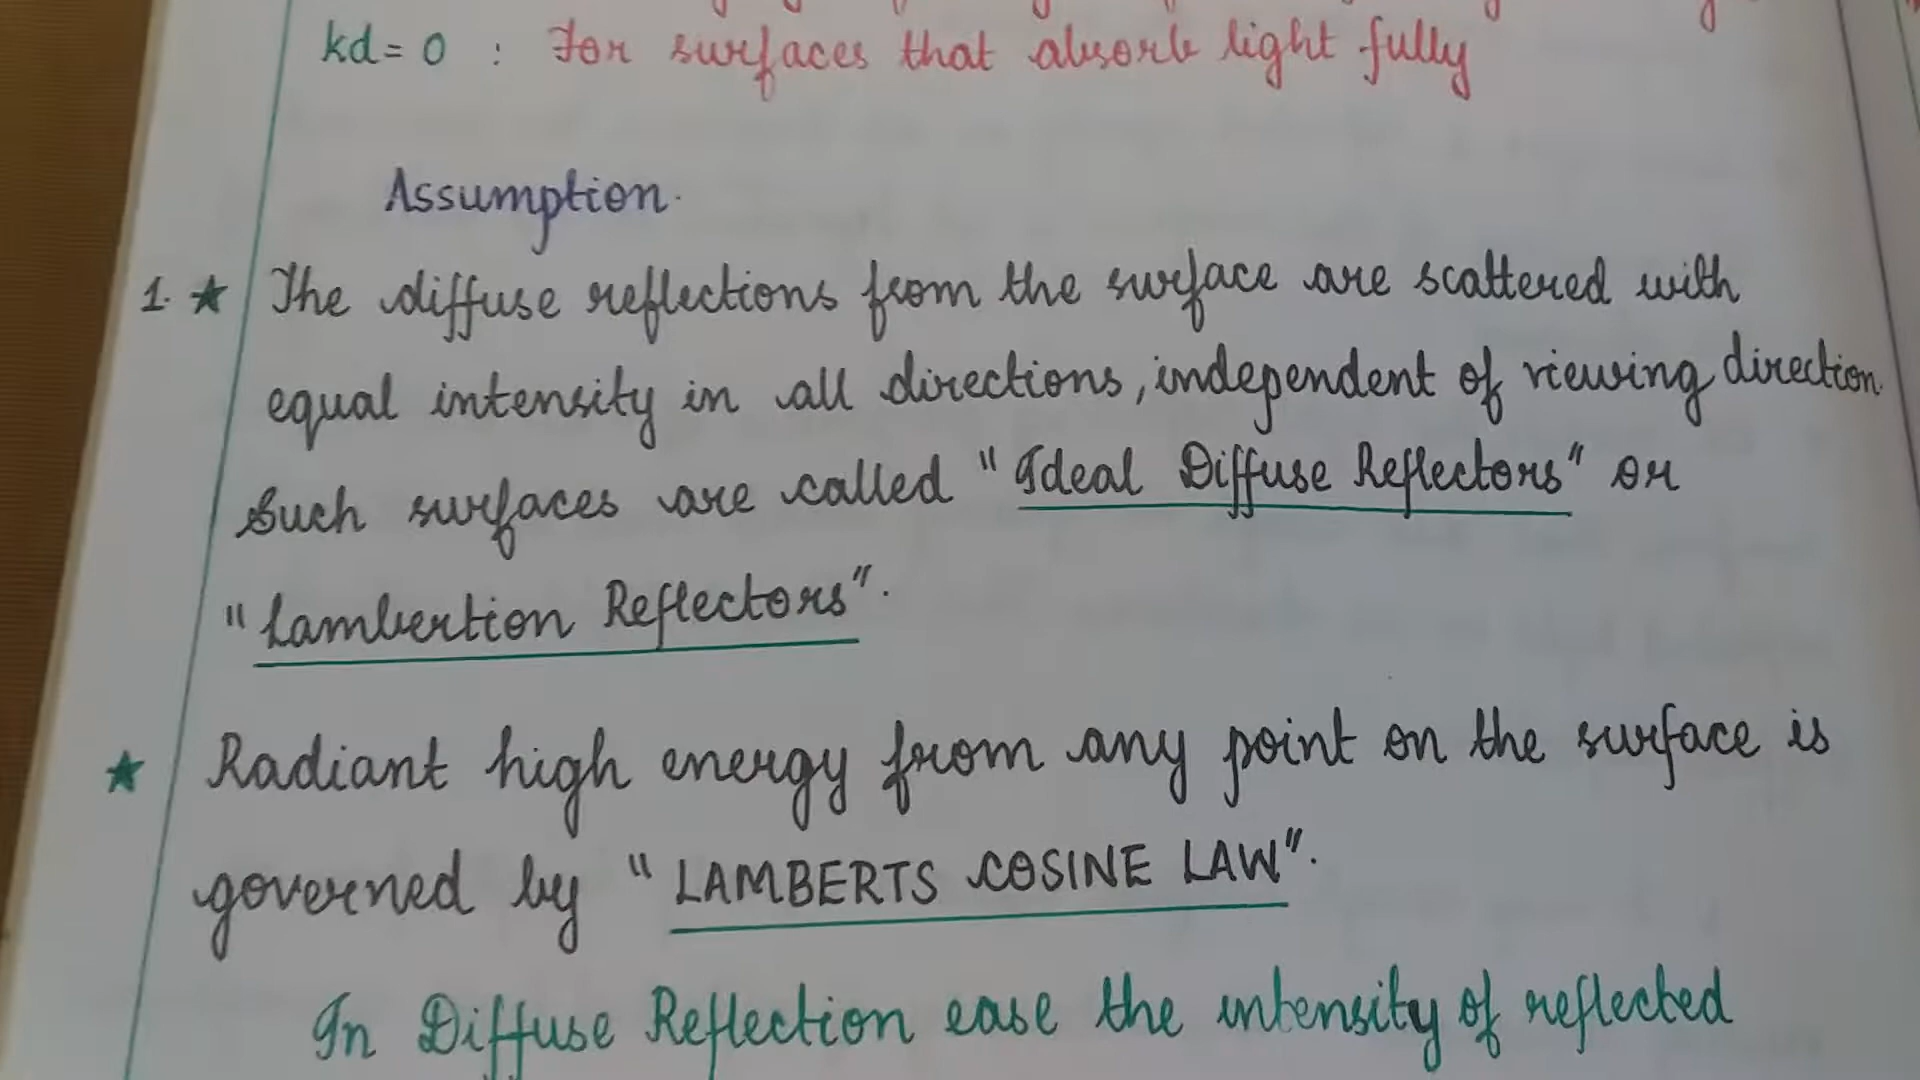 kd = 0 : For surfaces that absorb light fully
Assumption.
1. ★ The diffuse reflections from the surface are scattered with
equal intensity in all directions, independent of viewing direction.
Such surfaces are called "Ideal Diffuse Reflectors" or
"Lambertion Reflectors".
★ Radiant high energy from any point on the surface is
governed by "LAMBERTS COSINE LAW".
In Diffuse Reflection case the intensity of reflected